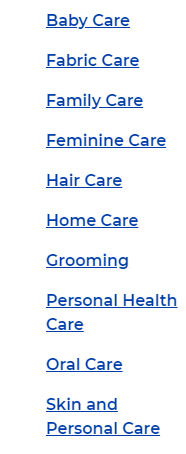 Baby Care
Fabric Care
Family Care
Feminine Care
Hair Care
Home Care
Grooming
Personal Health
Care
Oral Care
Skin and
Personal Care